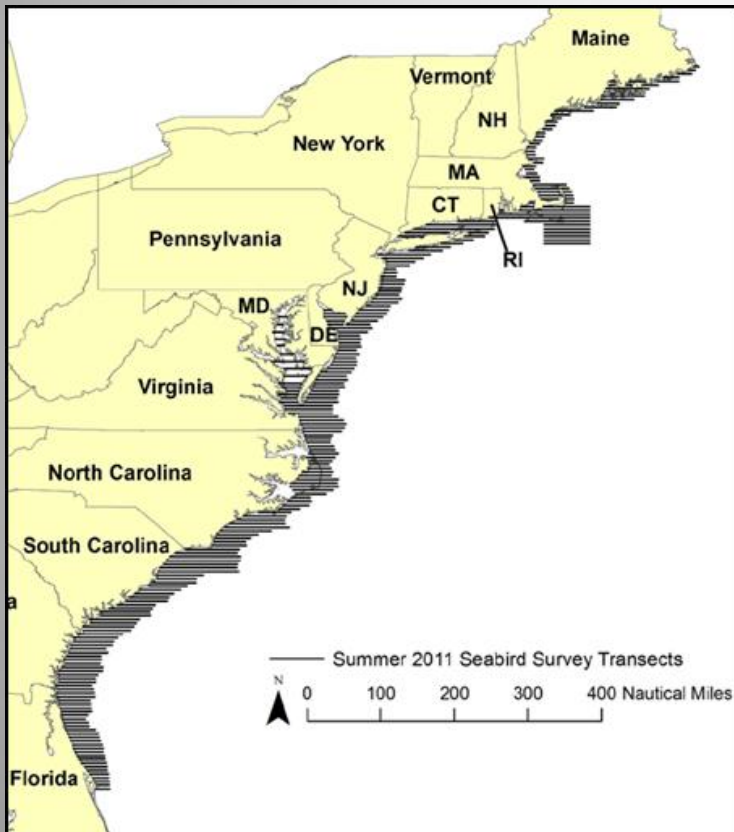 Maine
Vermont
NH
New York
MA
CT
RI
Pennsylvania
NJ
MD
DE
Virginia
North Carolina
South Carolina
a
Florida
Summer 2011 Seabird Survey Transects
N
0 100 200 300 400 Nautical Miles